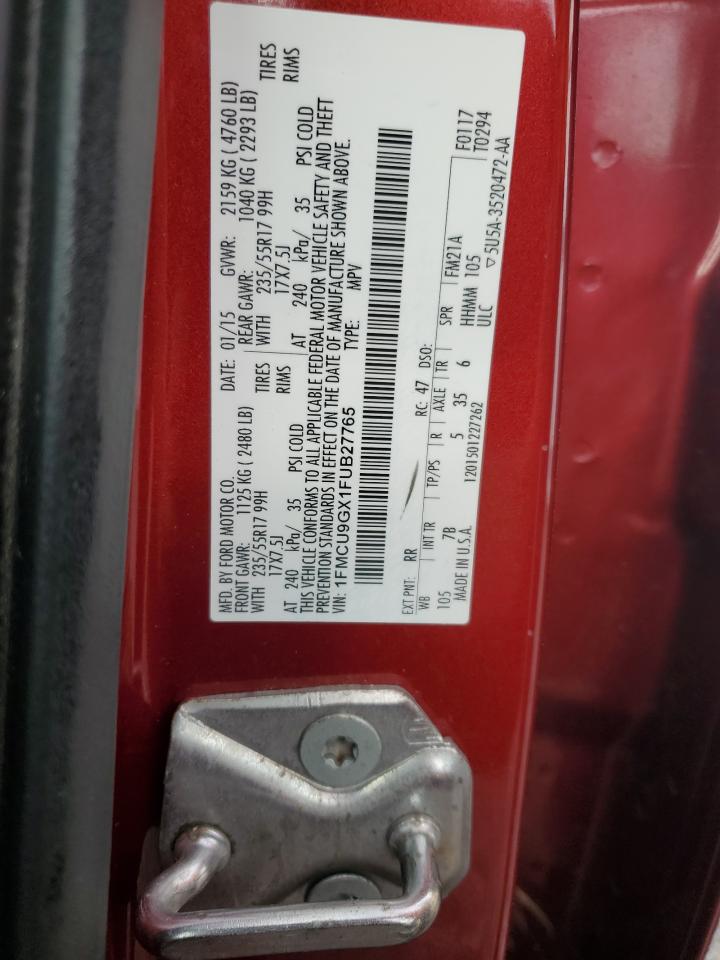 MFD. BY FORD MOTOR CO. DATE: 01/15 GVWR: 2159 KG ( 4760 LB)
FRONT GAWR: 1125 KG ( 2480 LB) REAR GAWR: 1040 KG ( 2293 LB)
WITH 235/55R17 99H TIRES WITH 235/55R17 99H TIRES
17X7.5J RIMS 17X7.5J RIMS
AT 240 kPa/ 35 PSI COLD AT 240 kPa/ 35 PSI COLD
THIS VEHICLE CONFORMS TO ALL APPLICABLE FEDERAL MOTOR VEHICLE SAFETY AND THEFT
PREVENTION STANDARDS IN EFFECT ON THE DATE OF MANUFACTURE SHOWN ABOVE.
VIN: 1FMCU9GX1FUB27765 TYPE: MPV
EXT PNT: RR RC: 47 DSO:
WB INT TR TP/PS R AXLE TR SPR FM21A F0117
105 7B 5 35 6 HHMM 105 T0294
MADE IN U.S.A. 1201501227262 ULC ▽5U5A-3520472-AA